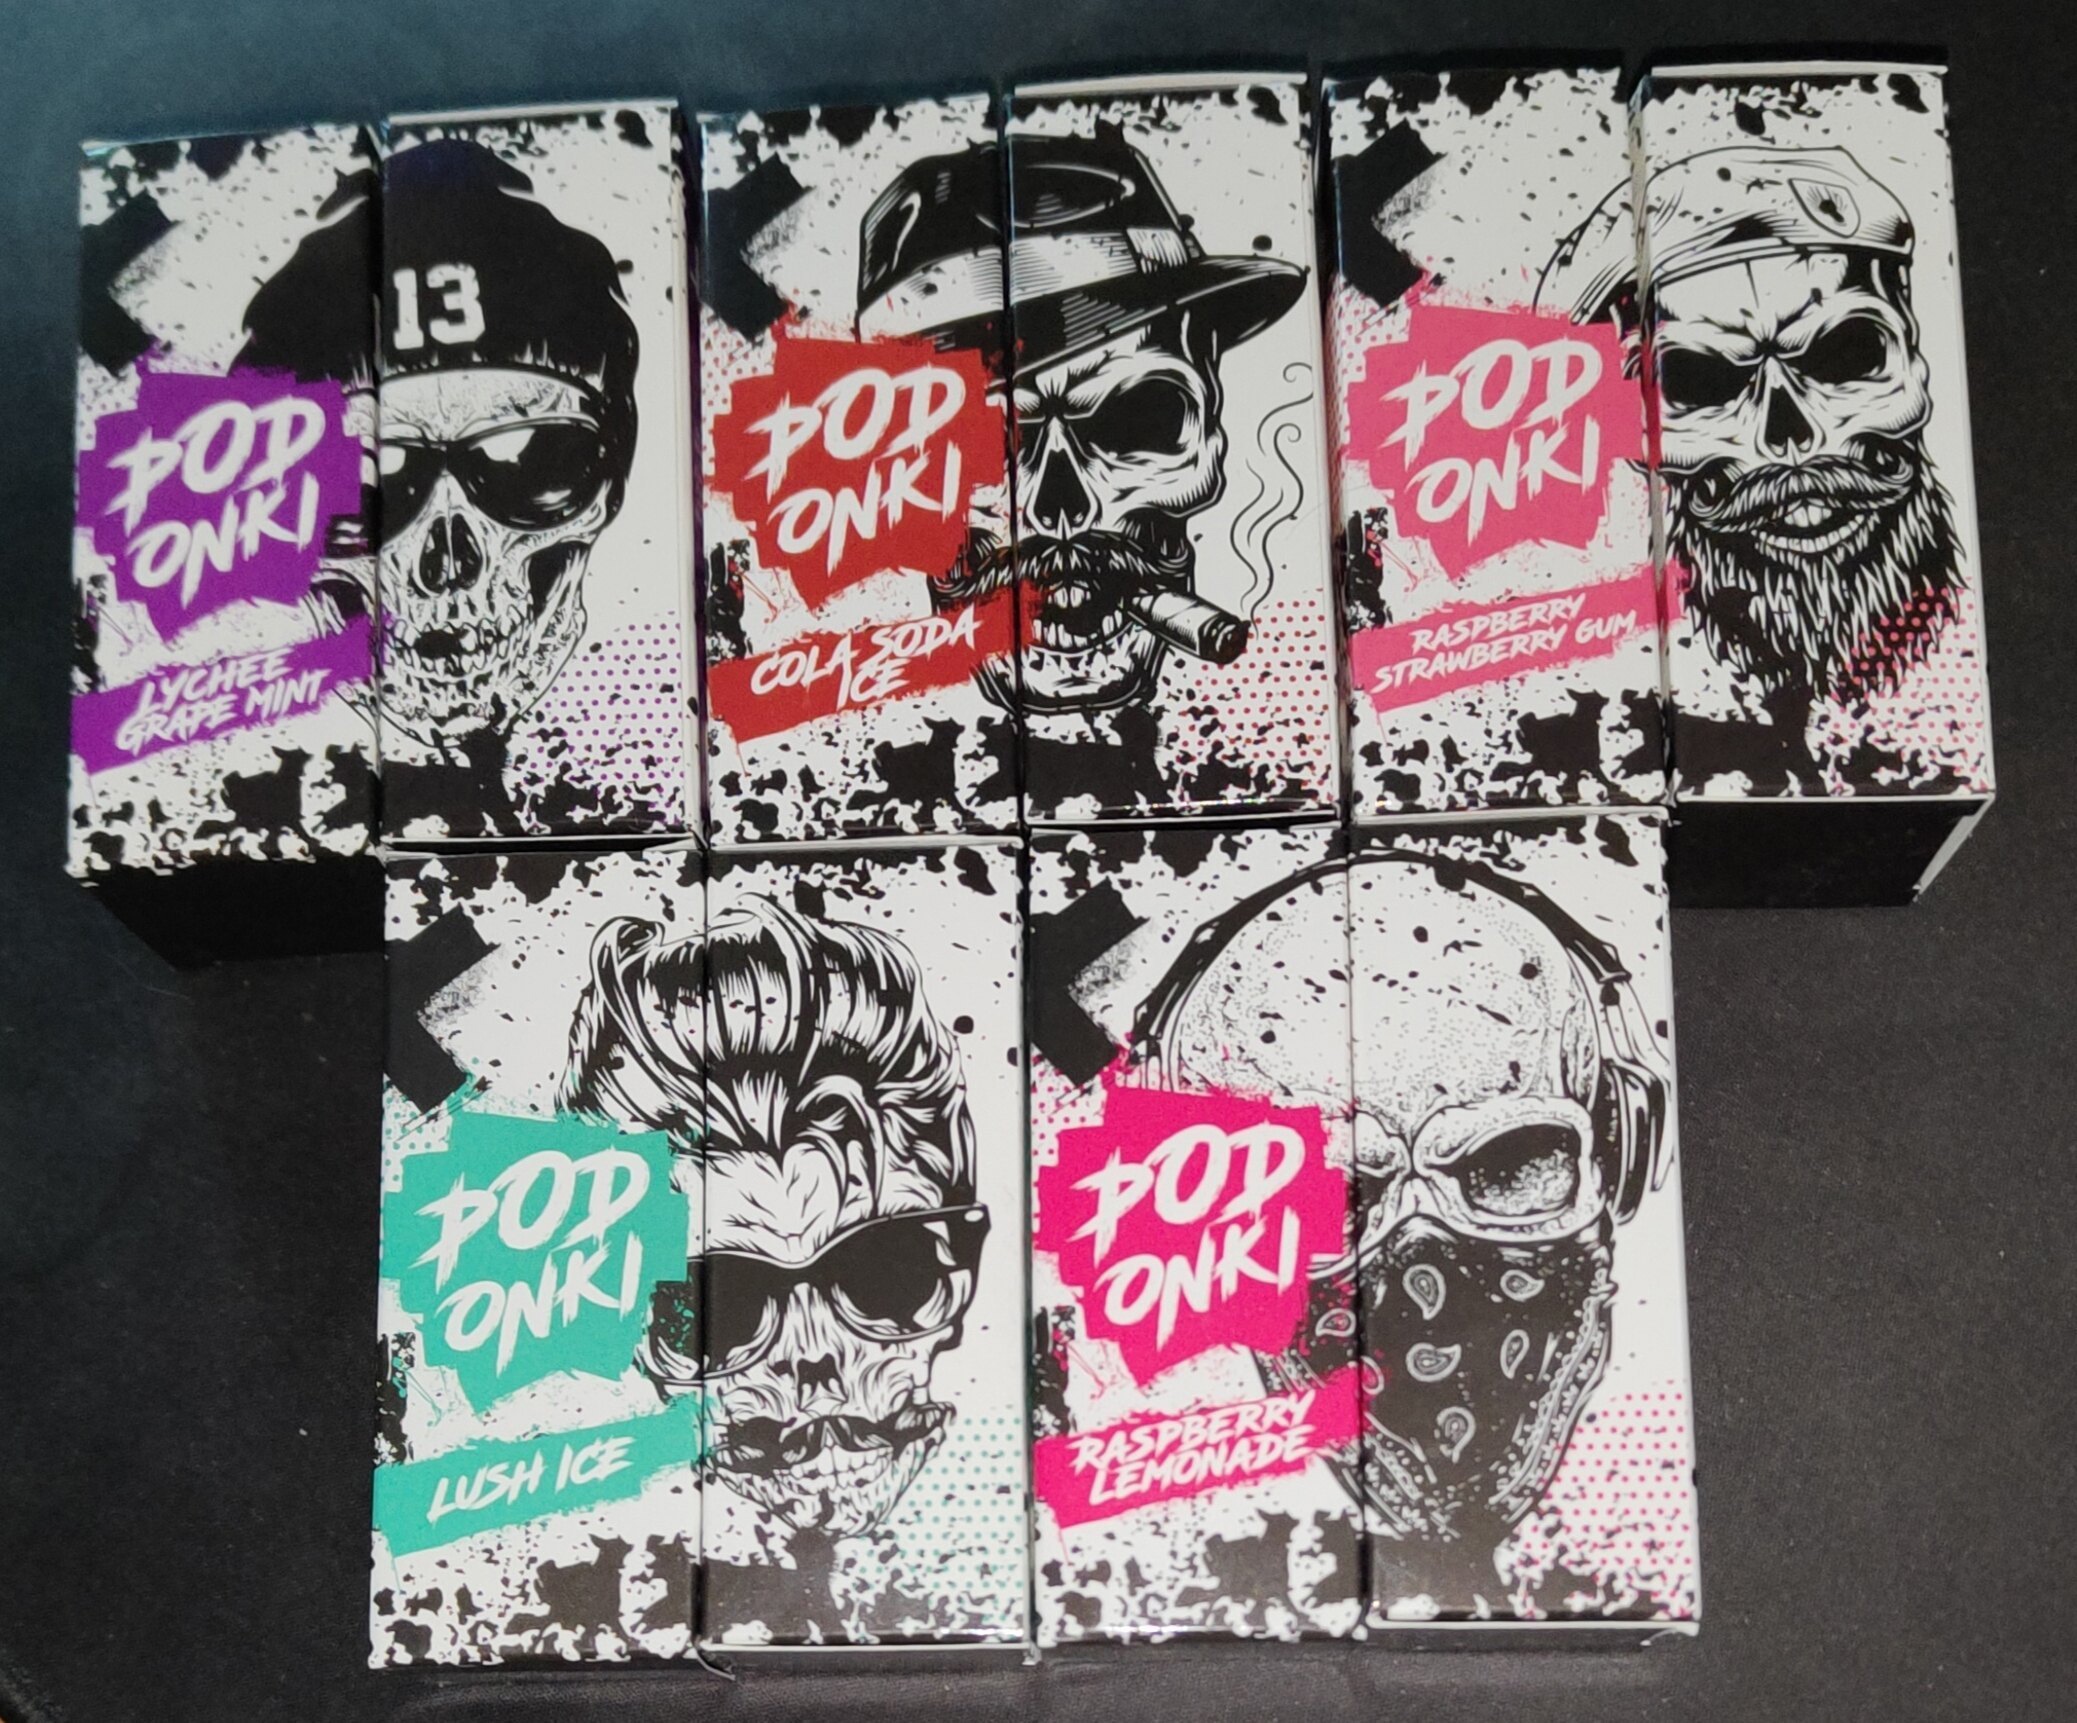 13
POD
ONKI
LYCHEE
GRAPE MINT
POD
ONKI
COLA SODA
ICE
POD
ONKI
RASPBERRY
STRAWBERRY GUM
POD
ONKI
LUSH ICE
POD
ONKI
RASPBERRY
LEMONADE